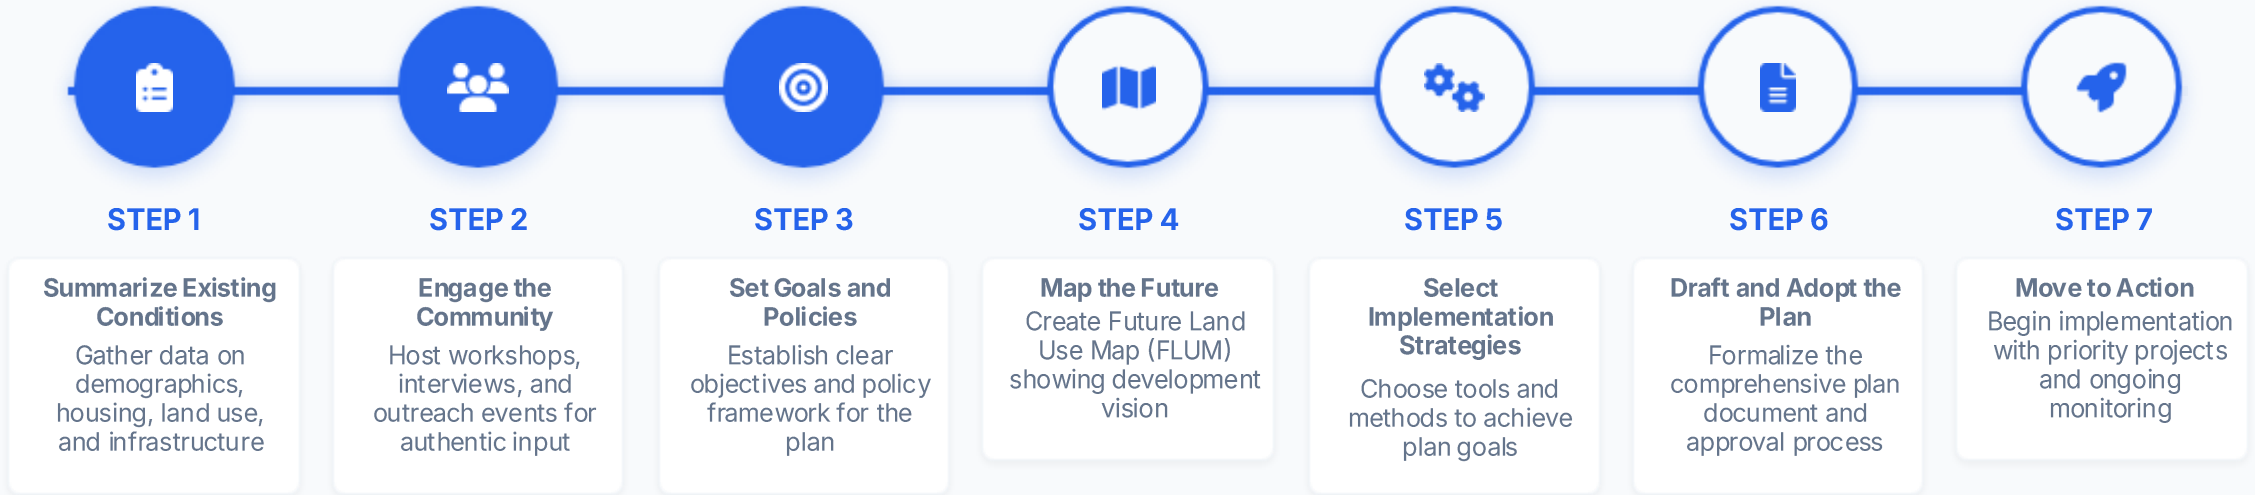 STEP 1
Summarize Existing
Conditions
Gather data on
demographics,
housing, land use,
and infrastructure
STEP 2
Engage the
Community
Host workshops,
interviews, and
outreach events for
authentic input
STEP 3
Set Goals and
Policies
Establish clear
objectives and policy
framework for the
plan
STEP 4
Map the Future
Create Future Land
Use Map (FLUM)
showing development
vision
STEP 5
Select
Implementation
Strategies
Choose tools and
methods to achieve
plan goals
STEP 6
Draft and Adopt the
Plan
Formalize the
comprehensive plan
document and
approval process
STEP 7
Move to Action
Begin implementation
with priority projects
and ongoing
monitoring